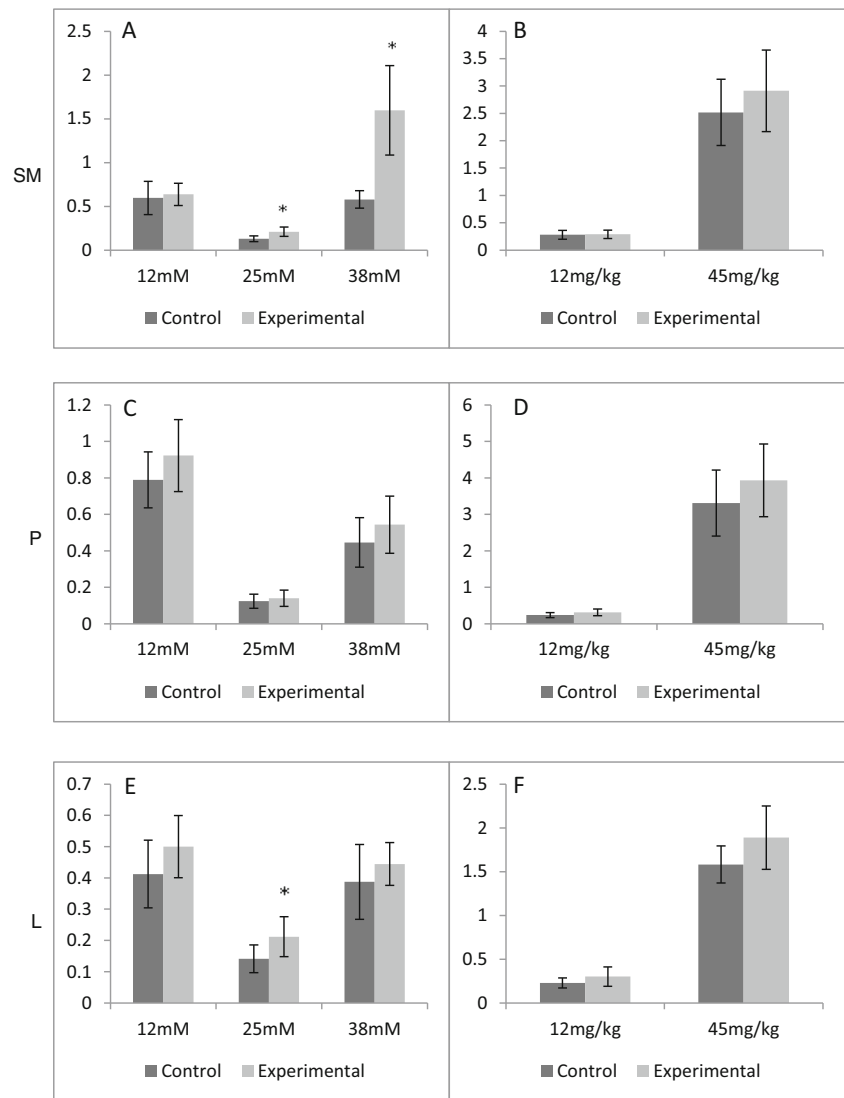 A
2.5
2
1.5
1
0.5
0
*
*
12mM 25mM 38mM
Control Experimental
B
4
3.5
3
2.5
2
1.5
1
0.5
0
12mg/kg 45mg/kg
Control Experimental
SM
C
1.2
1
0.8
0.6
0.4
0.2
0
12mM 25mM 38mM
Control Experimental
D
6
5
4
3
2
1
0
12mg/kg 45mg/kg
Control Experimental
P
E
0.7
0.6
0.5
0.4
0.3
0.2
0.1
0
*
12mM 25mM 38mM
Control Experimental
F
2.5
2
1.5
1
0.5
0
12mg/kg 45mg/kg
Control Experimental
L